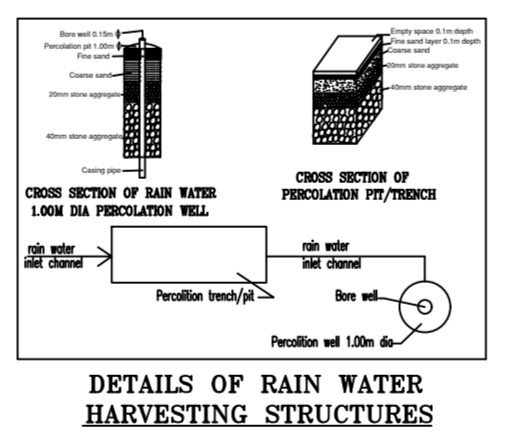 Bore well 0.15m ϕ
Percolation pit 1.00m ϕ
Fine sand
Coarse sand
20mm stone aggregate
40mm stone aggregate
Casing pipe
CROSS SECTION OF RAIN WATER
1.00M DIA PERCOLATION WELL
Empty space 0.1m depth
Fine sand layer 0.1m depth
Coarse sand
20mm stone aggregate
40mm stone aggregate
CROSS SECTION OF
PERCOLATION PIT/TRENCH
rain water
inlet channel
Percolition trench/pit
rain water
inlet channel
Bore well
Percolition well 1.00m dia
DETAILS OF RAIN WATER
HARVESTING STRUCTURES